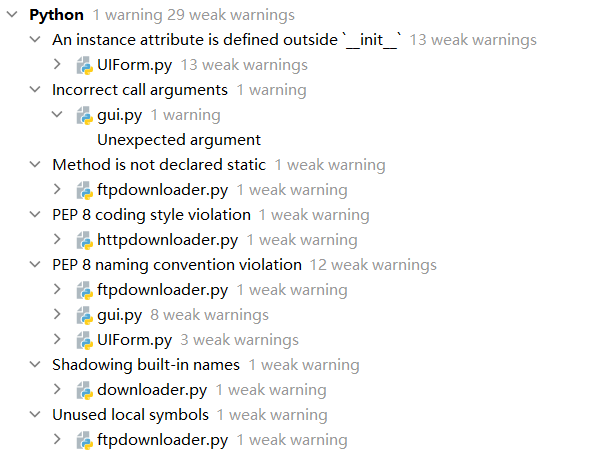 Python 1 warning 29 weak warnings
An instance attribute is defined outside `__init__` 13 weak warnings
UIForm.py 13 weak warnings
Incorrect call arguments 1 warning
gui.py 1 warning
Unexpected argument
Method is not declared static 1 weak warning
ftpdownloader.py 1 weak warning
PEP 8 coding style violation 1 weak warning
httpdownloader.py 1 weak warning
PEP 8 naming convention violation 12 weak warnings
ftpdownloader.py 1 weak warning
gui.py 8 weak warnings
UIForm.py 3 weak warnings
Shadowing built-in names 1 weak warning
downloader.py 1 weak warning
Unused local symbols 1 weak warning
ftpdownloader.py 1 weak warning